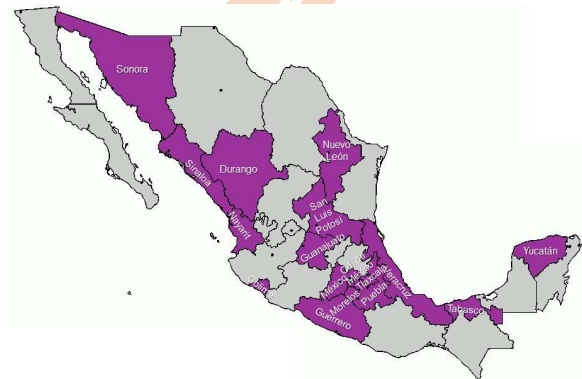 Sonora
Nuevo
León
Durango
Sinaloa
San
Luis
Potosí
Nayarit
Guanajuato
Yucatán
Colima
México
Tlaxcala
Veracruz
Morelos
Puebla
Tabasco
Guerrero